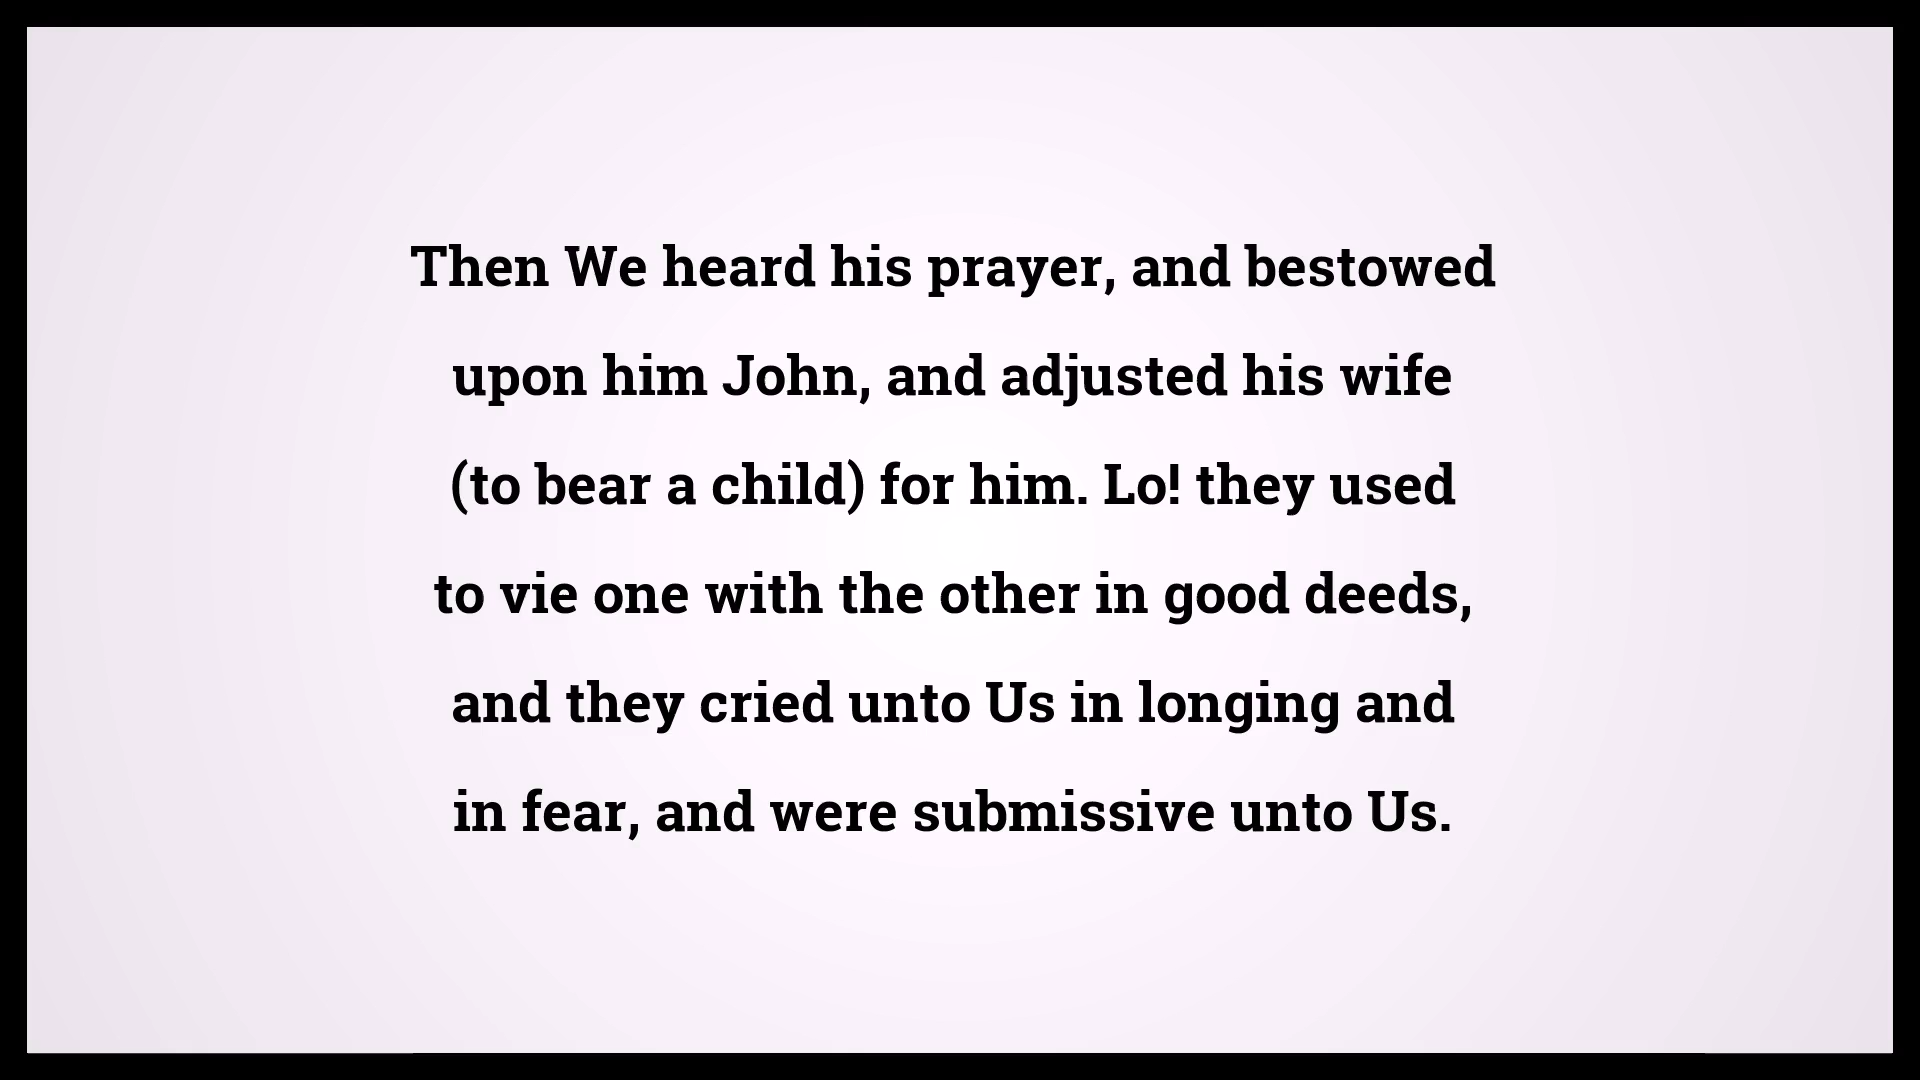 Then We heard his prayer, and bestowed
upon him John, and adjusted his wife
(to bear a child) for him. Lo! they used
to vie one with the other in good deeds,
and they cried unto Us in longing and
in fear, and were submissive unto Us.